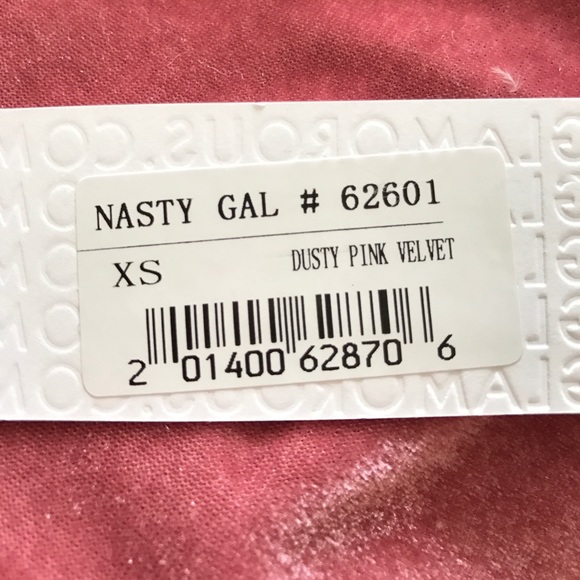 NASTY GAL # 62601
XS
DUSTY PINK VELVET
2 01400 62870 6